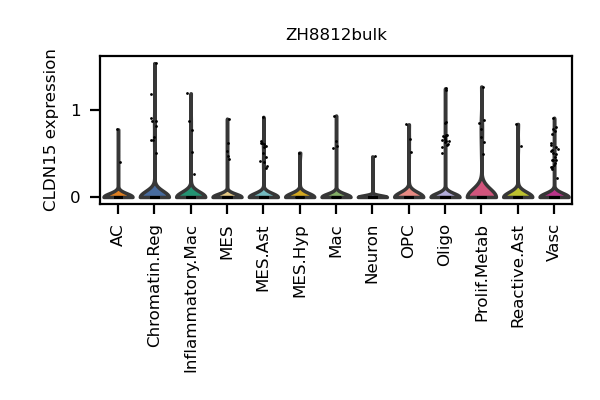 ZH8812bulk
CLDN15 expression
1
0
AC
Chromatin.Reg
Inflammatory.Mac
MES
MES.Ast
MES.Hyp
Mac
Neuron
OPC
Oligo
Prolif.Metab
Reactive.Ast
Vasc